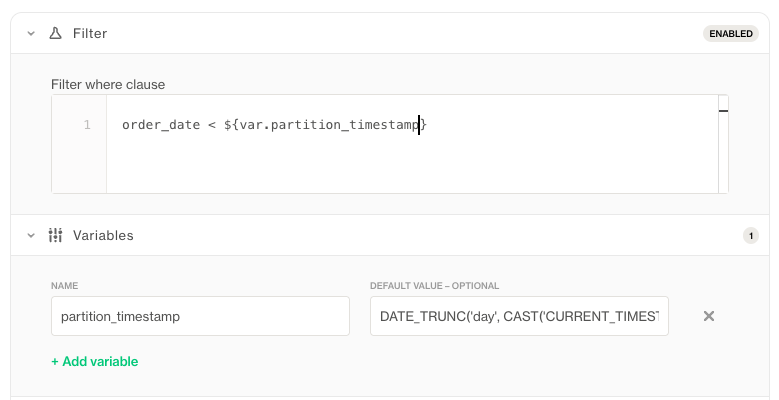 Filter
ENABLED
Filter where clause
1
order_date < ${var.partition_timestamp}
Variables
1
NAME
DEFAULT VALUE – OPTIONAL
partition_timestamp
DATE_TRUNC('day', CAST('CURRENT_TIMES
+ Add variable